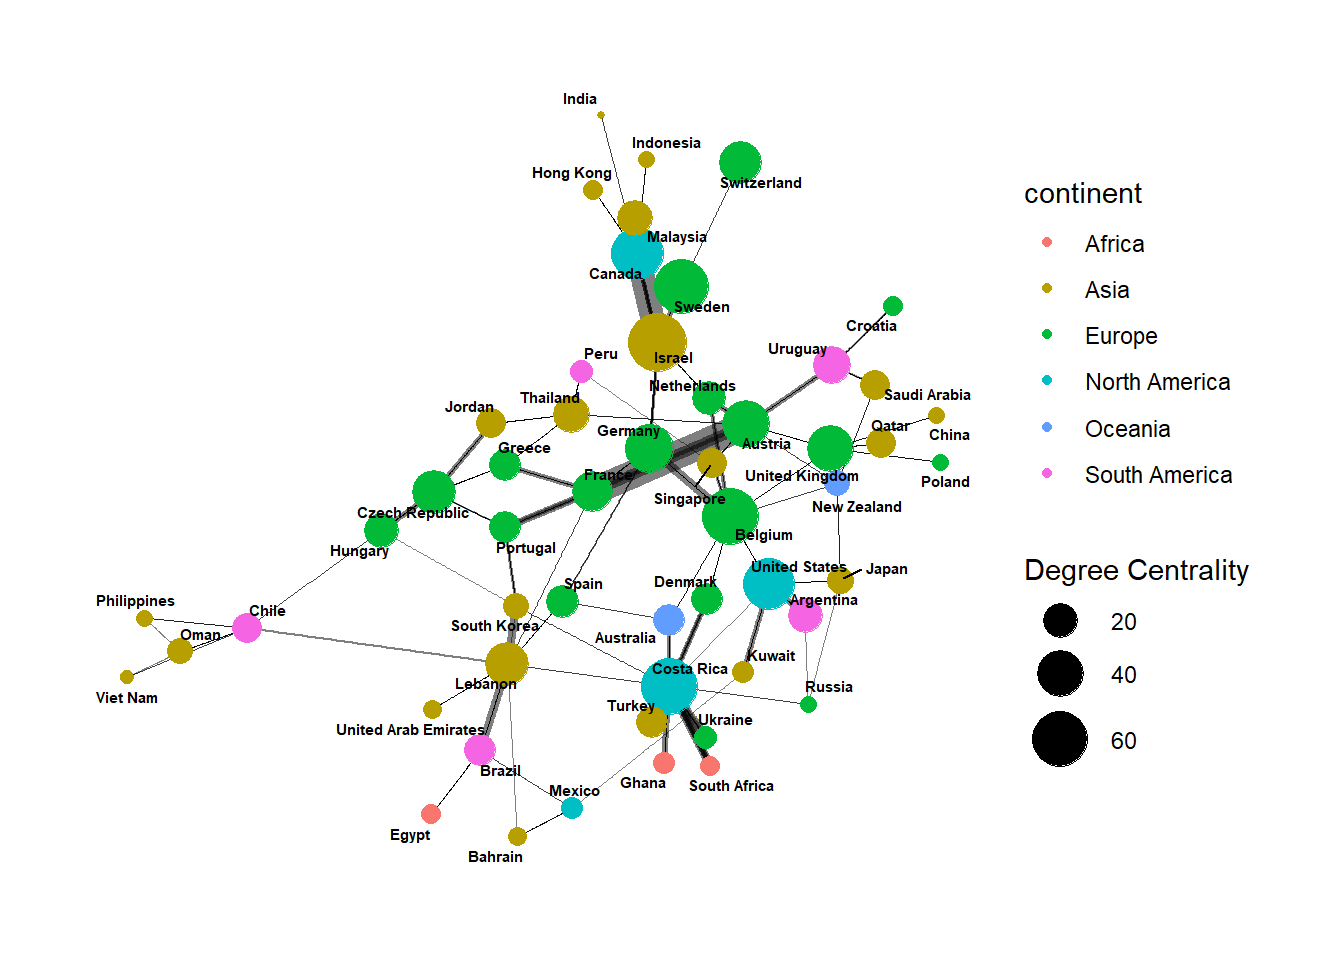 India
Indonesia
Hong Kong
Switzerland
Malaysia
Canada
Sweden
Croatia
Uruguay
Peru
Israel
Netherlands
Saudi Arabia
Thailand
Jordan
Qatar
Germany
China
Austria
Greece
France
United Kingdom
Poland
Singapore
New Zealand
Czech Republic
Belgium
Portugal
Hungary
United States
Japan
Spain
Denmark
Argentina
Philippines
Chile
South Korea
Oman
Australia
Kuwait
Costa Rica
Lebanon
Russia
Viet Nam
Turkey
Ukraine
United Arab Emirates
Brazil
Ghana
South Africa
Mexico
Egypt
Bahrain
continent
Africa
Asia
Europe
North America
Oceania
South America
Degree Centrality
20
40
60